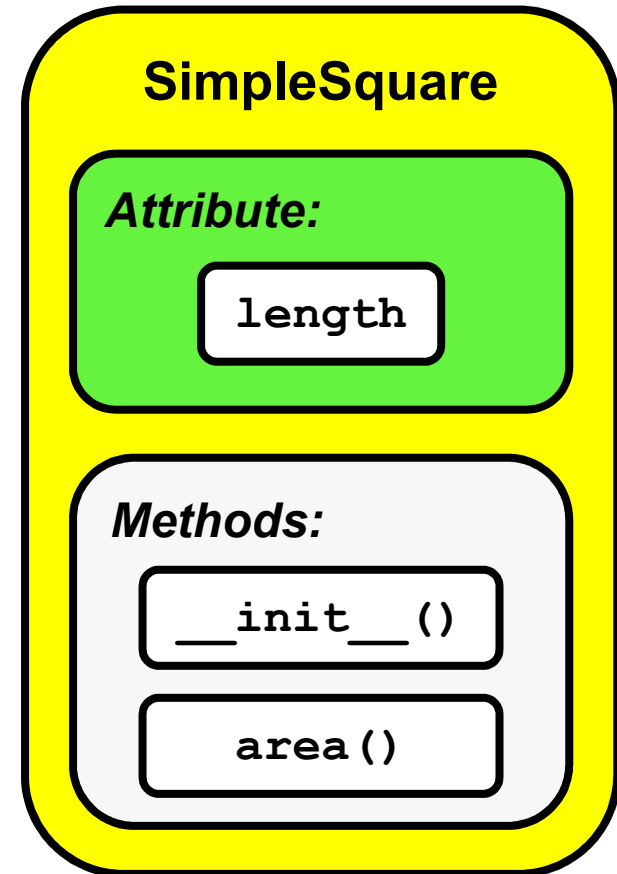 SimpleSquare
Attribute:
length
Methods:
__init__()
area()